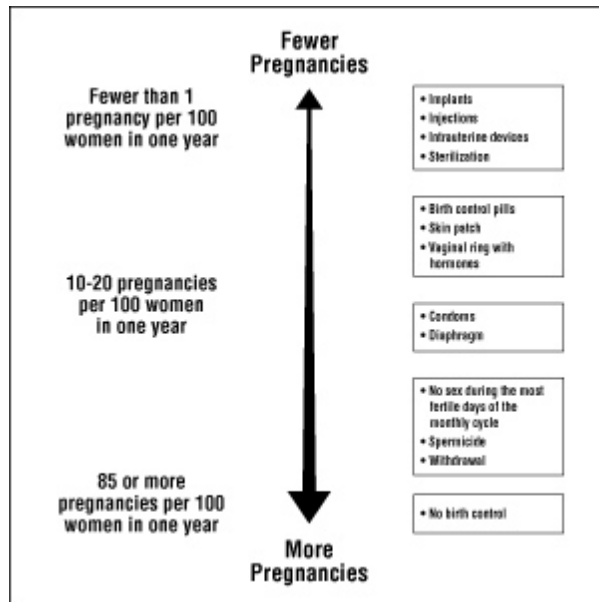 Fewer
Pregnancies
Fewer than 1
pregnancy per 100
women in one year
• Implants
• Injections
• Intrauterine devices
• Sterilization
• Birth control pills
• Skin patch
• Vaginal ring with
hormones
10-20 pregnancies
per 100 women
in one year
• Condoms
• Diaphragm
• No sex during the most
fertile days of the
monthly cycle
• Spermicide
• Withdrawal
85 or more
pregnancies per 100
women in one year
• No birth control
More
Pregnancies